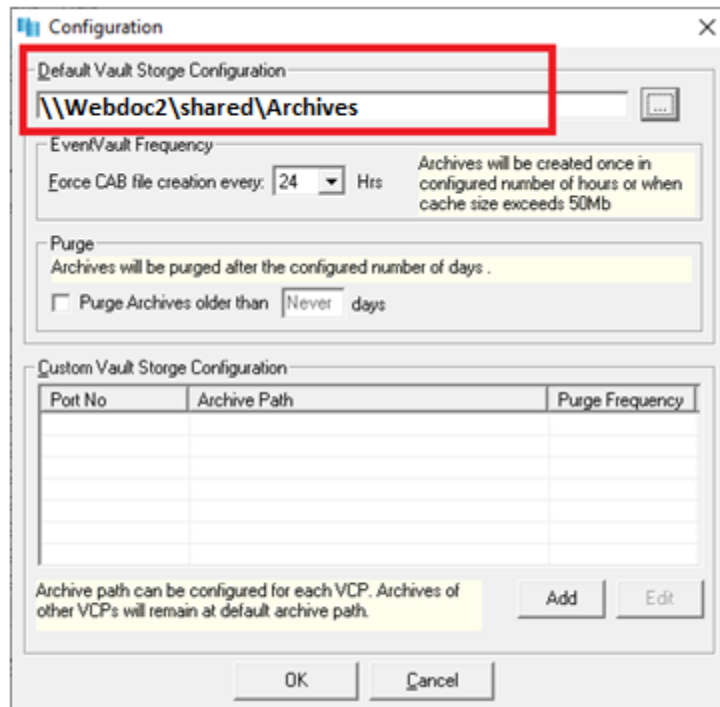 Configuration
Default Vault Storge Configuration
\\Webdoc2\shared\Archives
...
EventVault Frequency
Force CAB file creation every: 24 Hrs
Archives will be created once in
configured number of hours or when
cache size exceeds 50Mb
Purge
Archives will be purged after the configured number of days .
Purge Archives older than Never days
Custom Vault Storge Configuration
Port No Archive Path Purge Frequency
Archive path can be configured for each VCP. Archives of
other VCPs will remain at default archive path.
Add Edit
OK Cancel